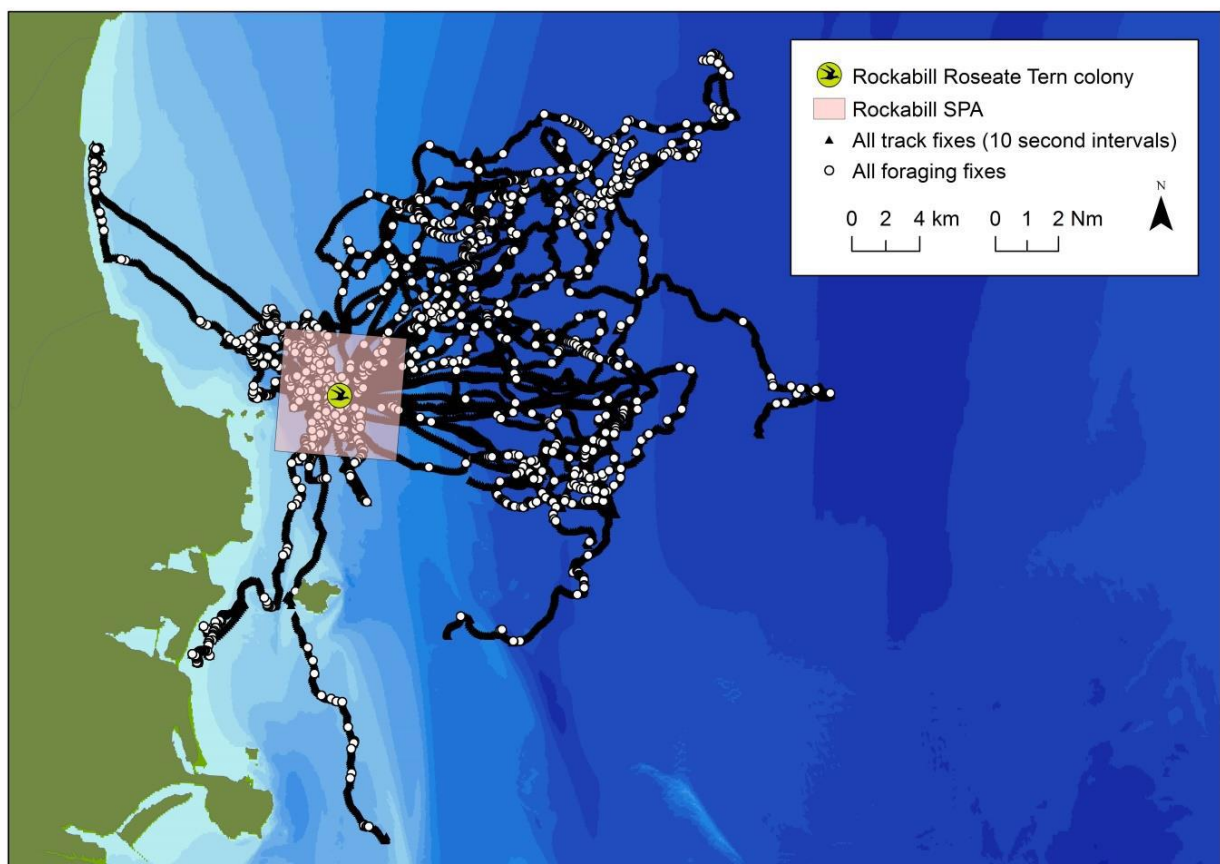 Rockabill Roseate Tern colony
Rockabill SPA
All track fixes (10 second intervals)
All foraging fixes
N
0 2 4 km 0 1 2 Nm